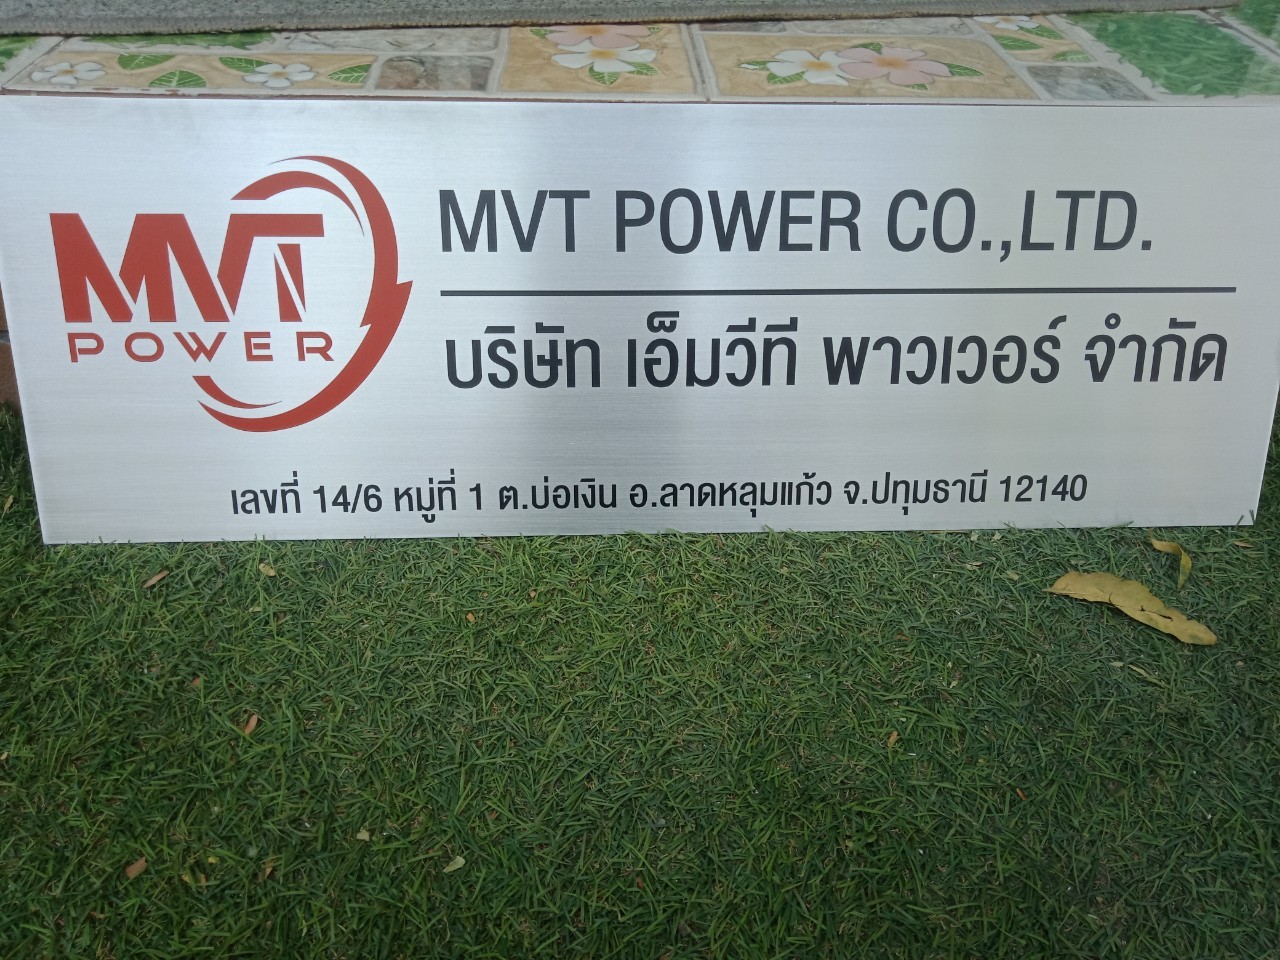 MVT
POWER
MVT POWER CO.,LTD.
บริษัท เอ็มวีที พาวเวอร์ จำกัด
เลขที่ 14/6 หมู่ที่ 1 ต.บ่อเงิน อ.ลาดหลุมแก้ว จ.ปทุมธานี 12140